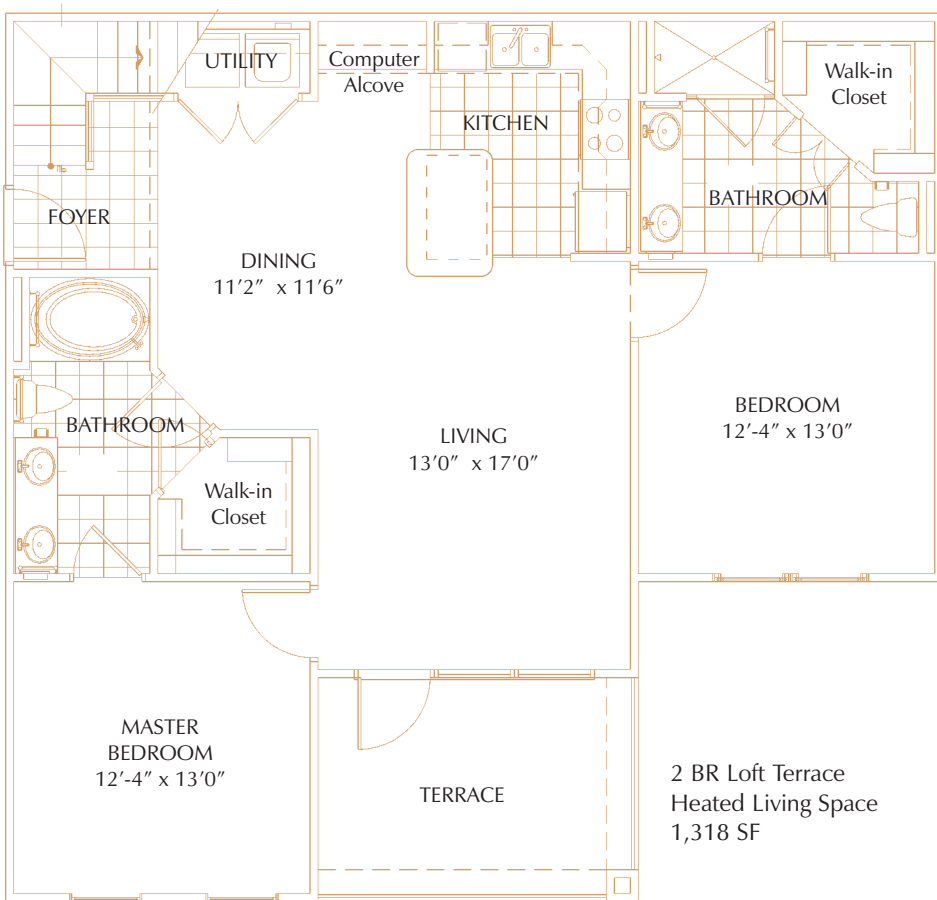 UTILITY
Computer
Alcove
Walk-in
Closet
KITCHEN
FOYER
BATHROOM
DINING
11’2” x 11’6”
BATHROOM
LIVING
13’0” x 17’0”
BEDROOM
12’-4” x 13’0”
Walk-in
Closet
MASTER
BEDROOM
12’-4” x 13’0”
TERRACE
2 BR Loft Terrace
Heated Living Space
1,318 SF